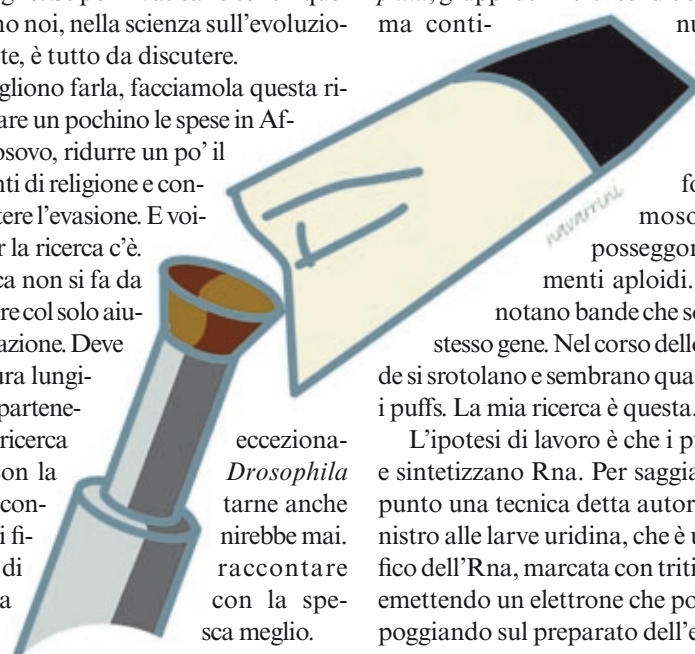 no noi, nella scienza sull'evoluzio-
te, è tutto da discutere.
gliono farla, facciamola questa ri-
are un pochino le spese in Af-
osovo, ridurre un po' il
nti di religione e con-
tere l'evasione. E voi-
r la ricerca c'è.
ca non si fa da
re col solo aiu-
azione. Deve
ura lungi-
partene-
ricerca ecceziona-
con la Drosophila
con- tarne anche
i fi- nirebbe mai.
di raccontare
a con la spe-
sca meglio.
ma conti- nu
fo
moso
posseggon
menti aploidi.
notano bande che so
stesso gene. Nel corso dello
de si srotolano e sembrano qua
i puffs. La mia ricerca è questa.
L'ipotesi di lavoro è che i p
e sintetizzano Rna. Per saggia
punto una tecnica detta autor
nistro alle larve uridina, che è u
fico dell'Rna, marcata con triti
emettendo un elettrone che po
poggiando sul preparato dell'e
navarrini